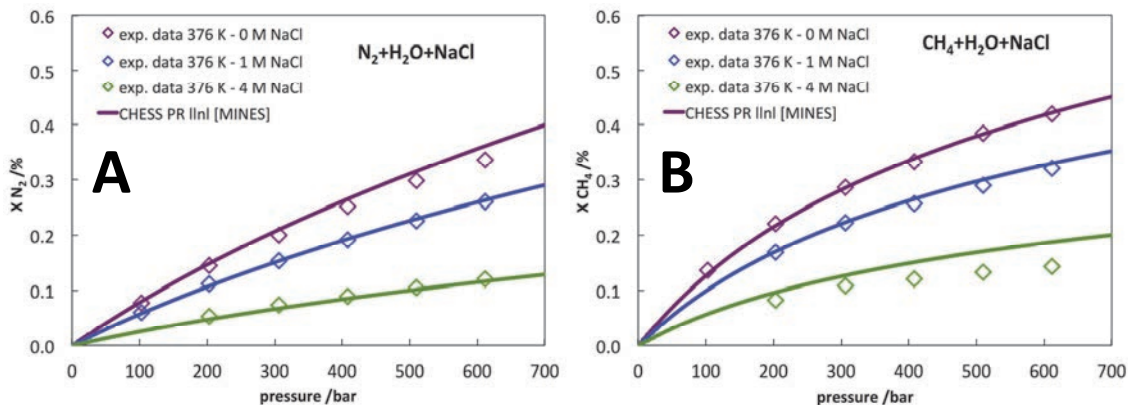 0.6
0.5
0.4
0.3
0.2
0.1
0.0
X N₂ /%
exp. data 376 K - 0 M NaCl
exp. data 376 K - 1 M NaCl
exp. data 376 K - 4 M NaCl
CHESS PR llnl [MINES]
N₂+H₂O+NaCl
A
0 100 200 300 400 500 600 700
pressure /bar
0.6
0.5
0.4
0.3
0.2
0.1
0.0
X CH₄ /%
exp. data 376 K - 0 M NaCl
exp. data 376 K - 1 M NaCl
exp. data 376 K - 4 M NaCl
CHESS PR llnl [MINES]
CH₄+H₂O+NaCl
B
0 100 200 300 400 500 600 700
pressure /bar